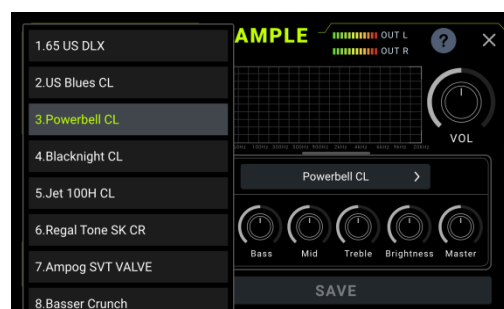 1.65 US DLX
2.US Blues CL
3.Powerbell CL
4.Blacknight CL
5.Jet 100H CL
6.Regal Tone SK CR
7.Ampog SVT VALVE
8.Basser Crunch
AMPLE
OUT L
OUT R
?
VOL
Powerbell CL
Bass Mid Treble Brightness Master
SAVE